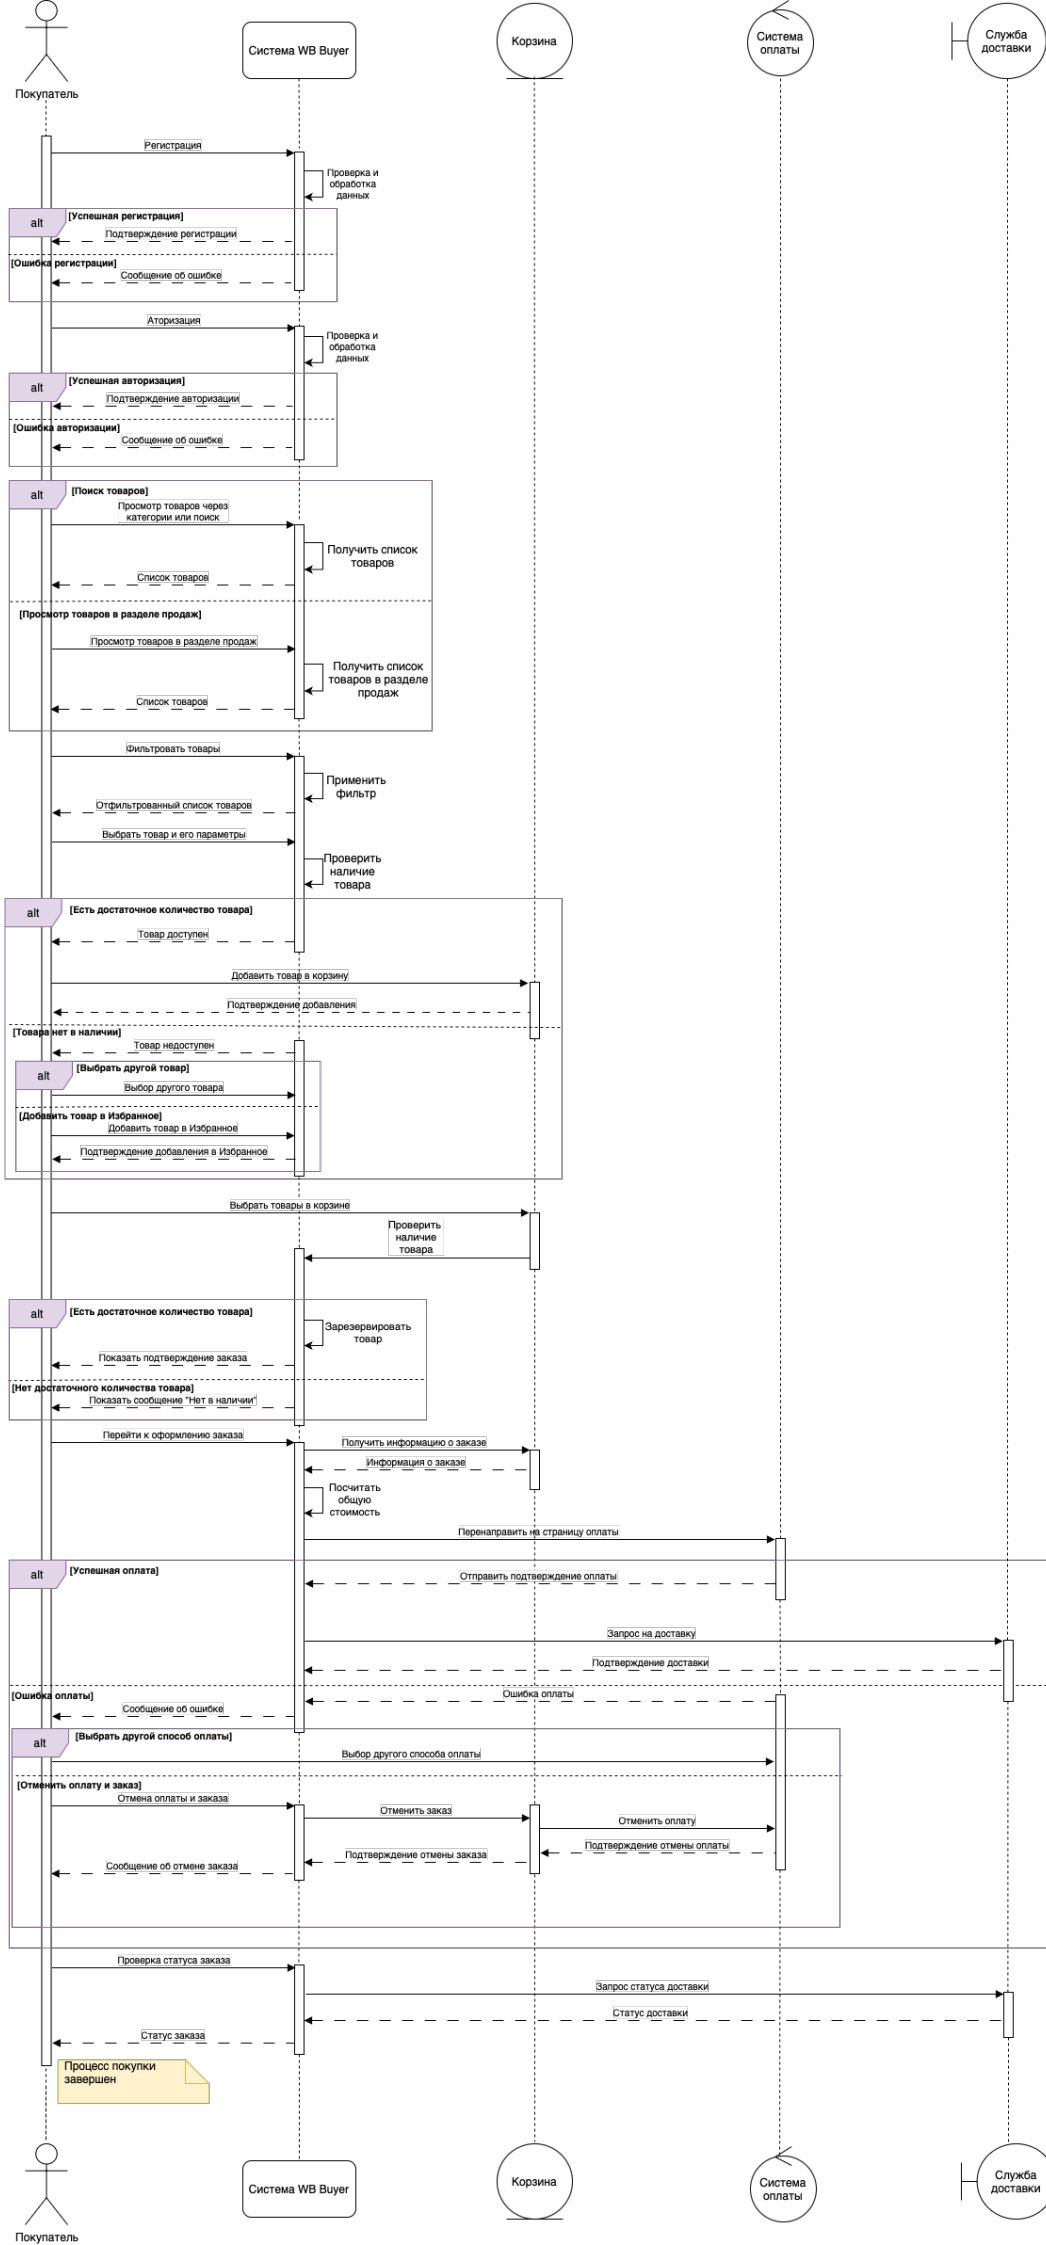 Покупатель
Система WB Buyer
Корзина
Система
оплаты
Служба
доставки
Регистрация
Проверка и
обработка
данных
alt
[Успешная регистрация]
Подтверждение регистрации
[Ошибка регистрации]
Сообщение об ошибке
Аторизация
Проверка и
обработка
данных
alt
[Успешная авторизация]
Подтверждение авторизации
[Ошибка авторизации]
Сообщение об ошибке
alt
[Поиск товаров]
Просмотр товаров через
категории или поиск
Получить список
товаров
Список товаров
[Просмотр товаров в разделе продаж]
Просмотр товаров в разделе продаж
Получить список
товаров в разделе
продаж
Список товаров
Фильтровать товары
Применить
фильтр
Отфильтрованный список товаров
Выбрать товар и его параметры
Проверить
наличие
товара
alt
[Есть достаточное количество товара]
Товар доступен
Добавить товар в корзину
Подтверждение добавления
[Товара нет в наличии]
Товар недоступен
alt
[Выбрать другой товар]
Выбор другого товара
[Добавить товар в Избранное]
Добавить товар в Избранное
Подтверждение добавления в Избранное
Выбрать товары в корзине
Проверить
наличие
товара
alt
[Есть достаточное количество товара]
Зарезервировать
товар
Показать подтверждение заказа
[Нет достаточного количества товара]
Показать сообщение "Нет в наличии"
Перейти к оформлению заказа
Получить информацию о заказе
Информация о заказе
Посчитать
общую
стоимость
Перенаправить на страницу оплаты
alt
[Успешная оплата]
Отправить подтверждение оплаты
Запрос на доставку
Подтверждение доставки
[Ошибка оплаты]
Ошибка оплаты
Сообщение об ошибке
alt
[Выбрать другой способ оплаты]
Выбор другого способа оплаты
[Отменить оплату и заказ]
Отмена оплаты и заказа
Отменить заказ
Отменить оплату
Подтверждение отмены оплаты
Подтверждение отмены заказа
Сообщение об отмене заказа
Проверка статуса заказа
Запрос статуса доставки
Статус доставки
Статус заказа
Процесс покупки
завершен
Покупатель
Система WB Buyer
Корзина
Система
оплаты
Служба
доставки